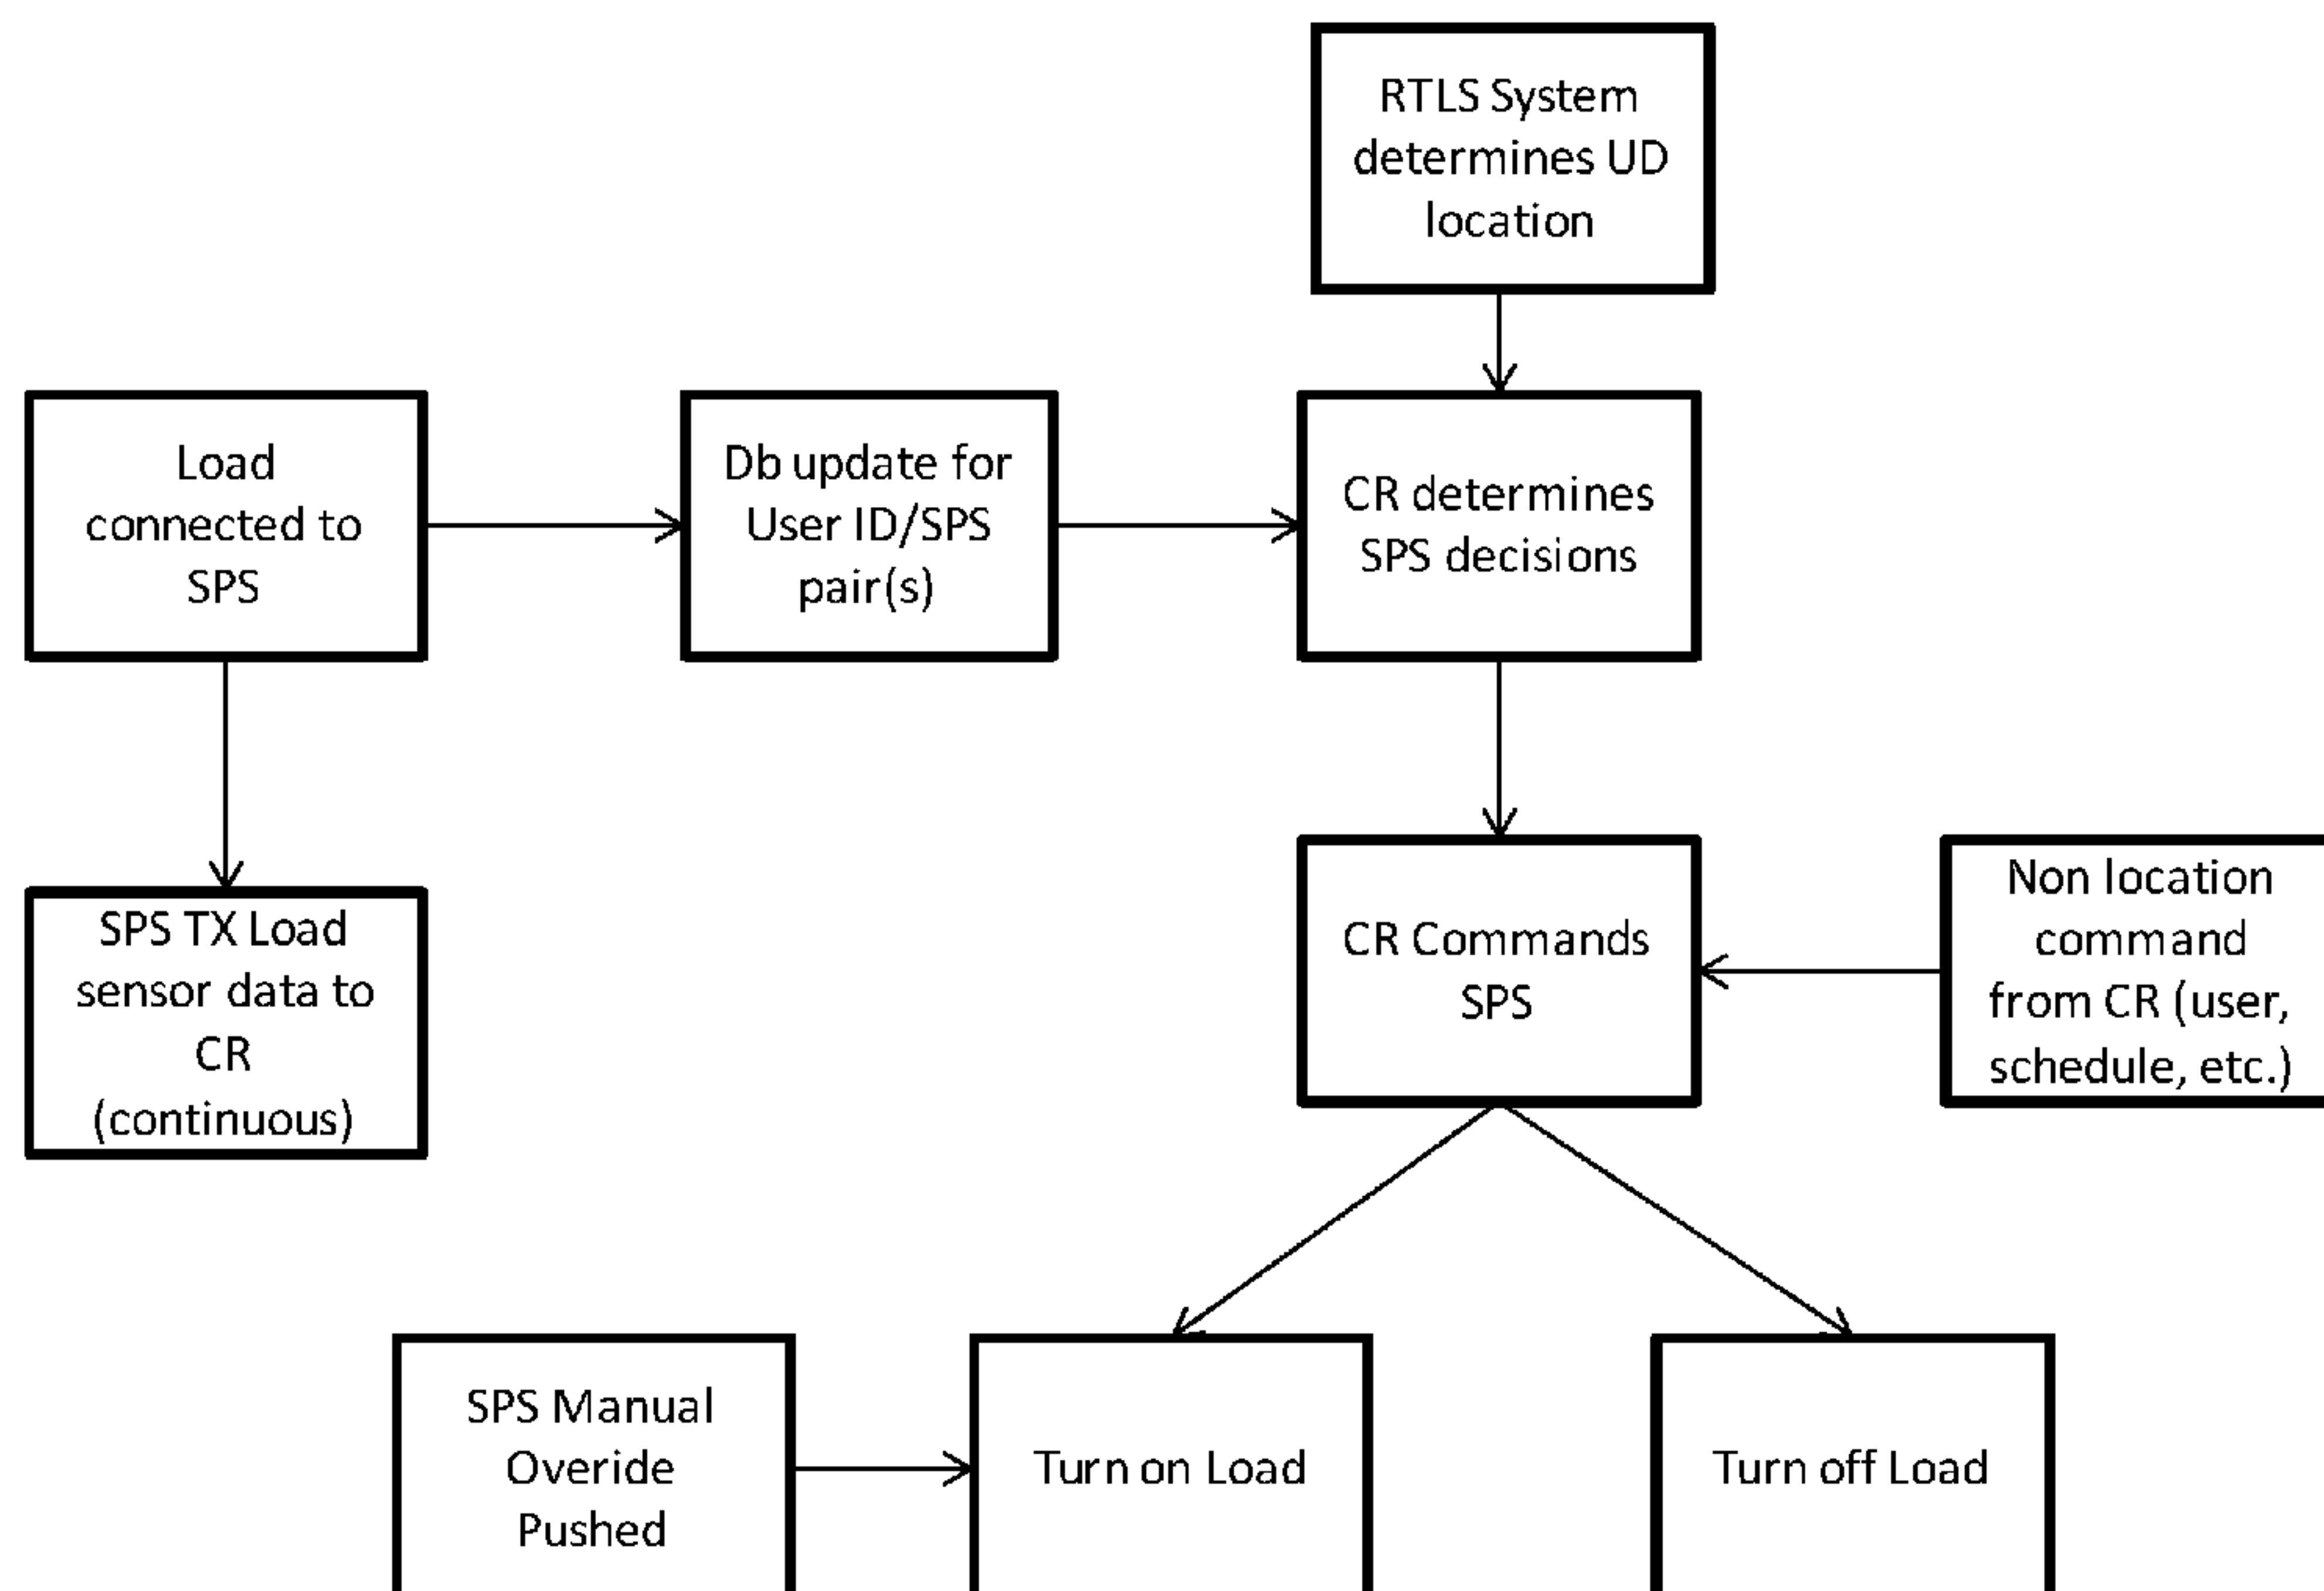 RTLS System
determines UD
location
Load
connected to
SPS
Db update for
User ID/SPS
pair(s)
CR determines
SPS decisions
SPS TX Load
sensor data to
CR
(continuous)
CR Commands
SPS
Non location
command
from CR (user,
schedule, etc.)
SPS Manual
Overide
Pushed
Turn on Load
Turn off Load